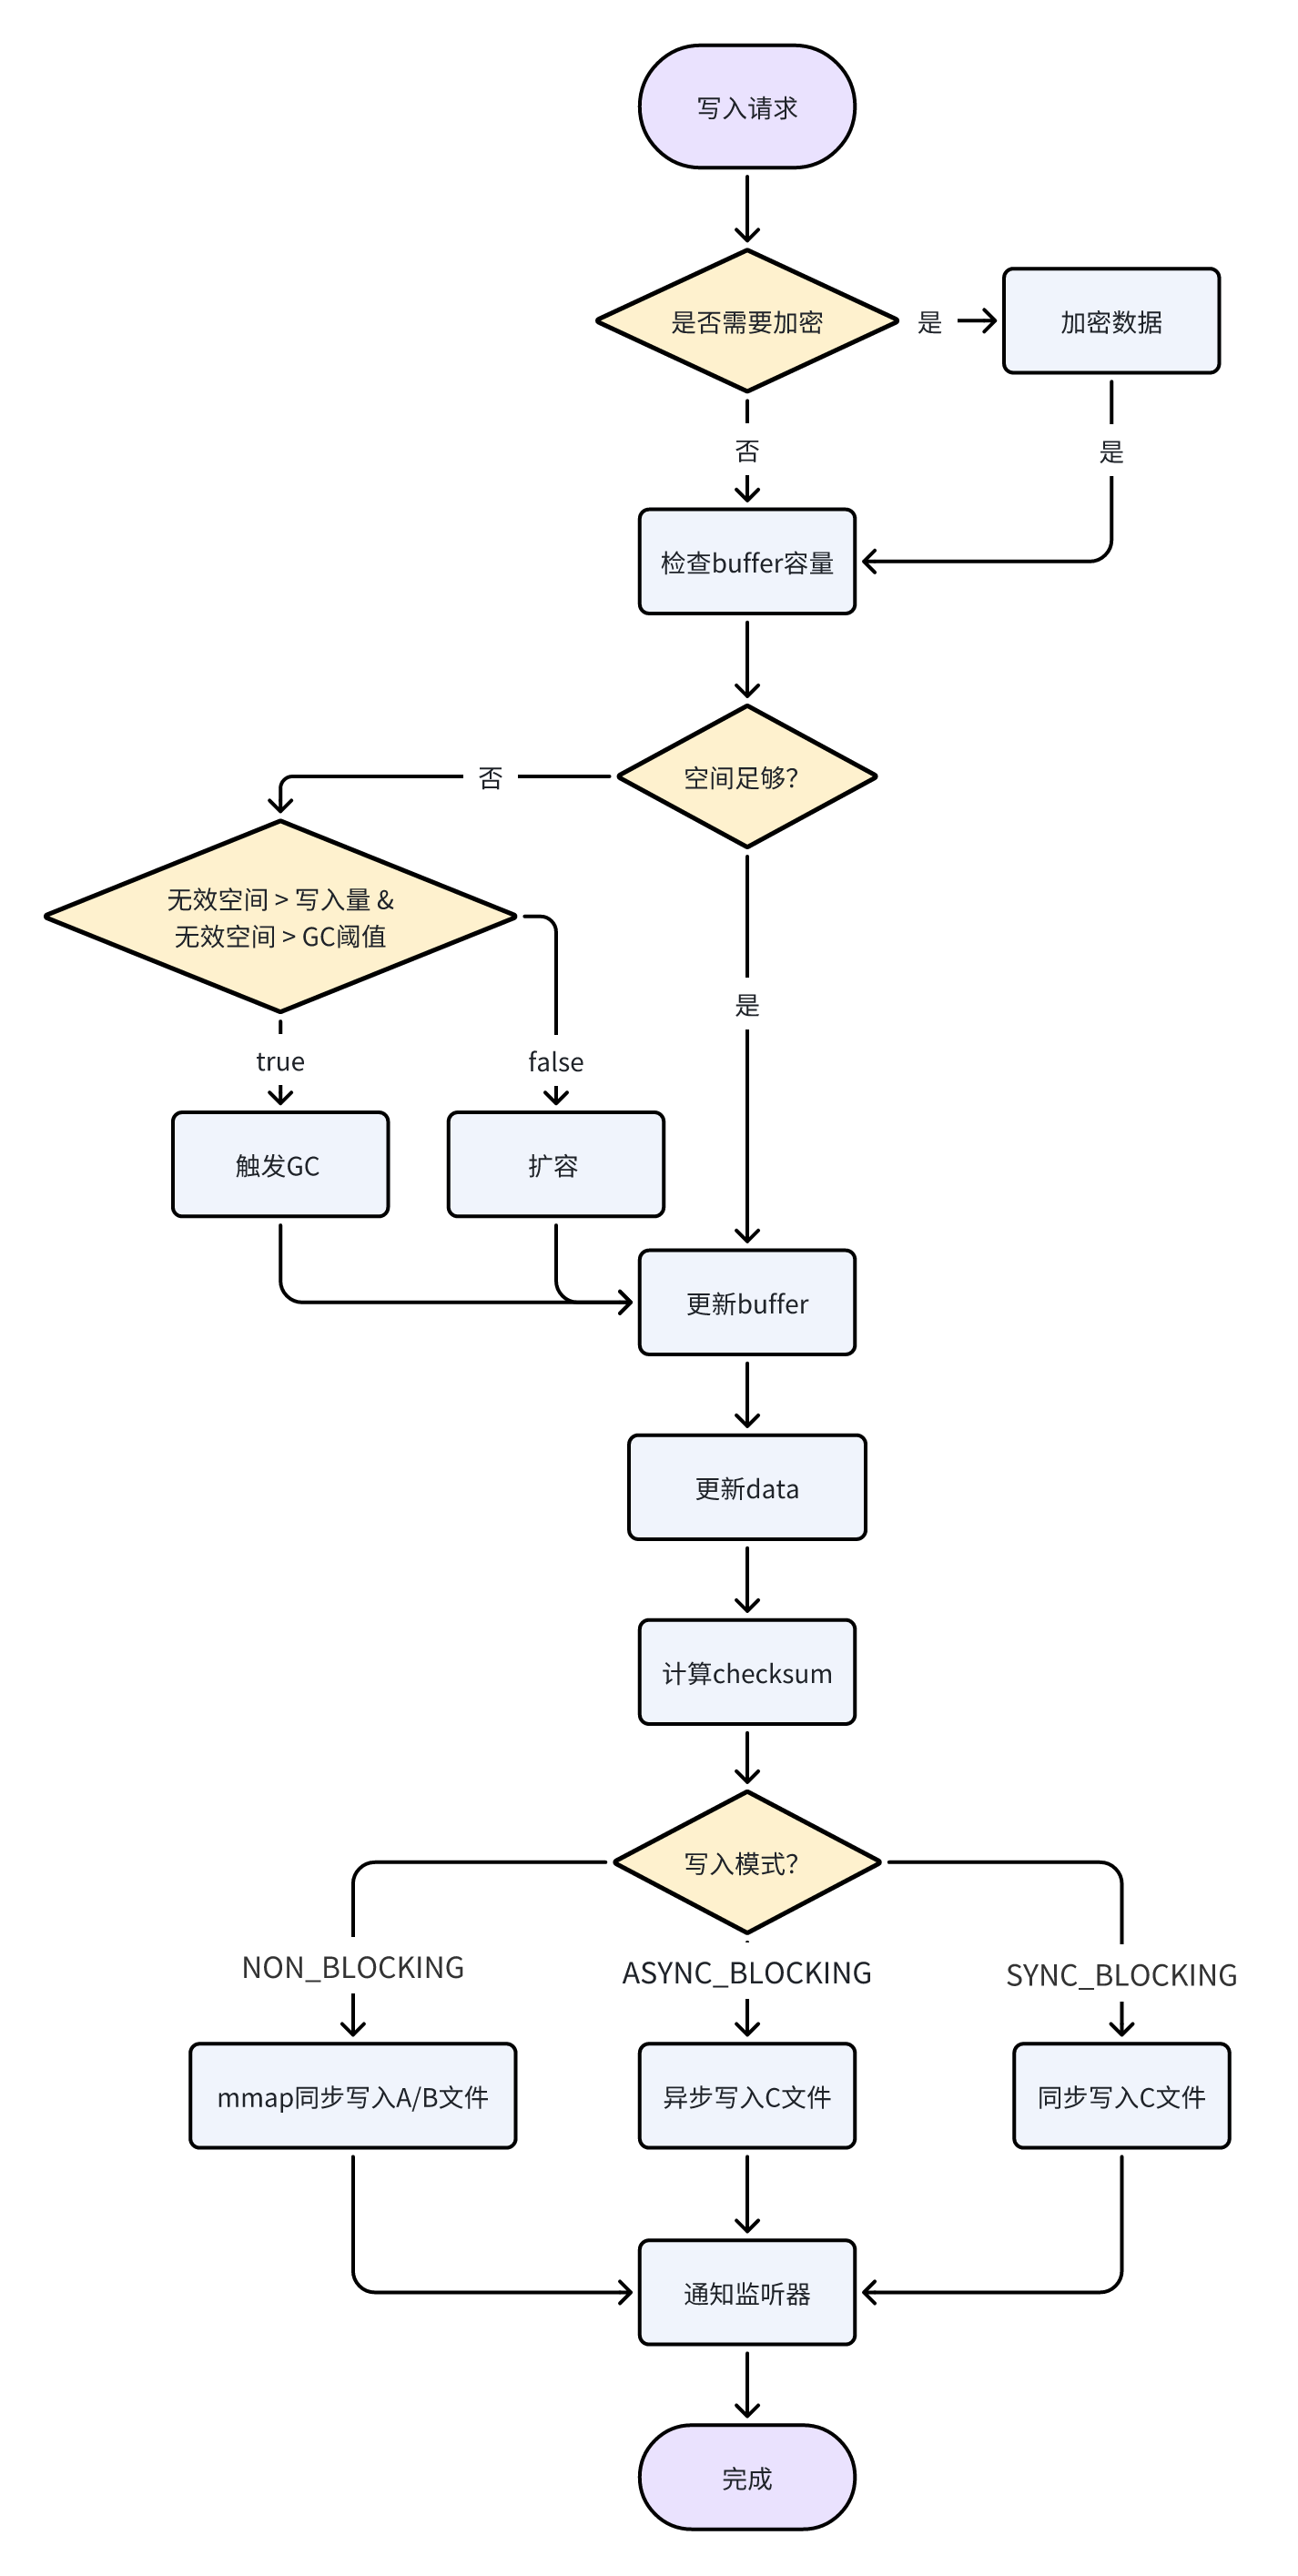 写入请求
是否需要加密
是
加密数据
否
是
检查buffer容量
空间足够?
否
无效空间 > 写入量 &
无效空间 > GC阈值
是
true
false
触发GC
扩容
更新buffer
更新data
计算checksum
写入模式?
NON_BLOCKING
ASYNC_BLOCKING
SYNC_BLOCKING
mmap同步写入A/B文件
异步写入C文件
同步写入C文件
通知监听器
完成